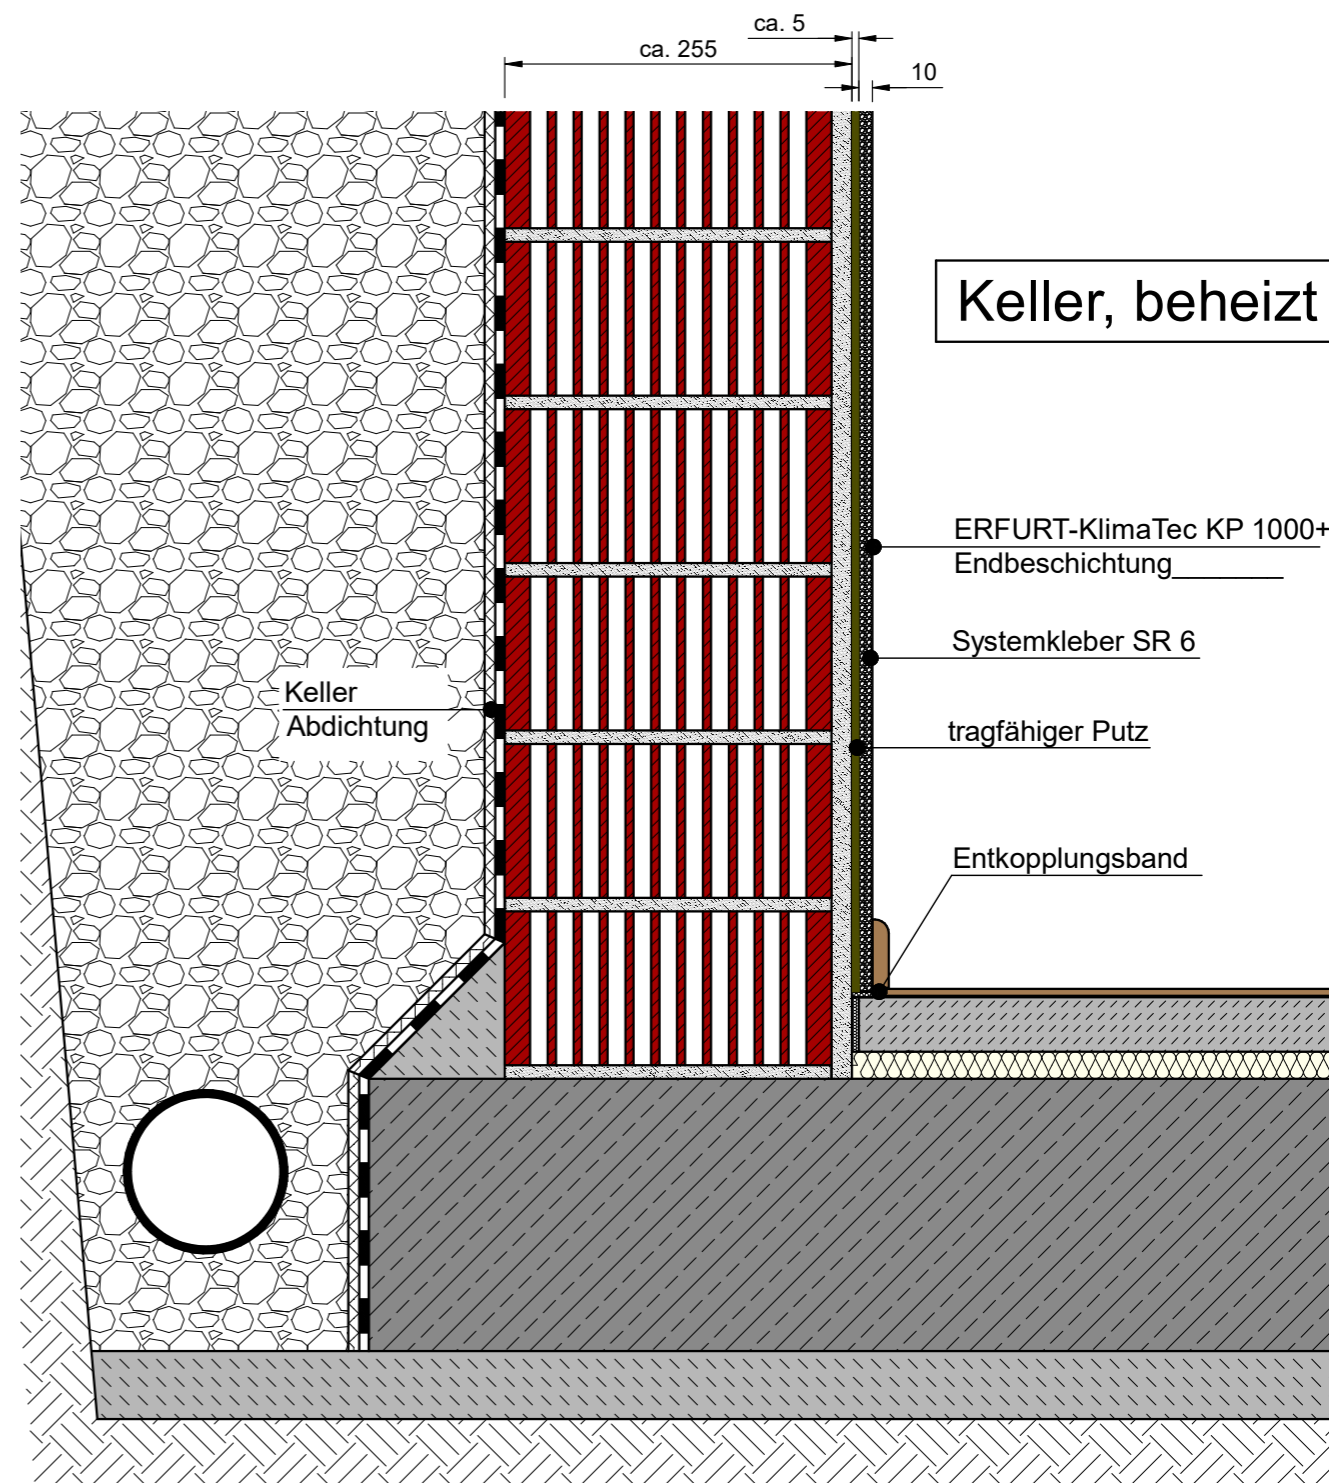 ca. 5
ca. 255
10
Keller, beheizt
ERFURT-KlimaTec KP 1000+
Endbeschichtung_______
Systemkleber SR 6
Keller
Abdichtung
tragfähiger Putz
Entkopplungsband